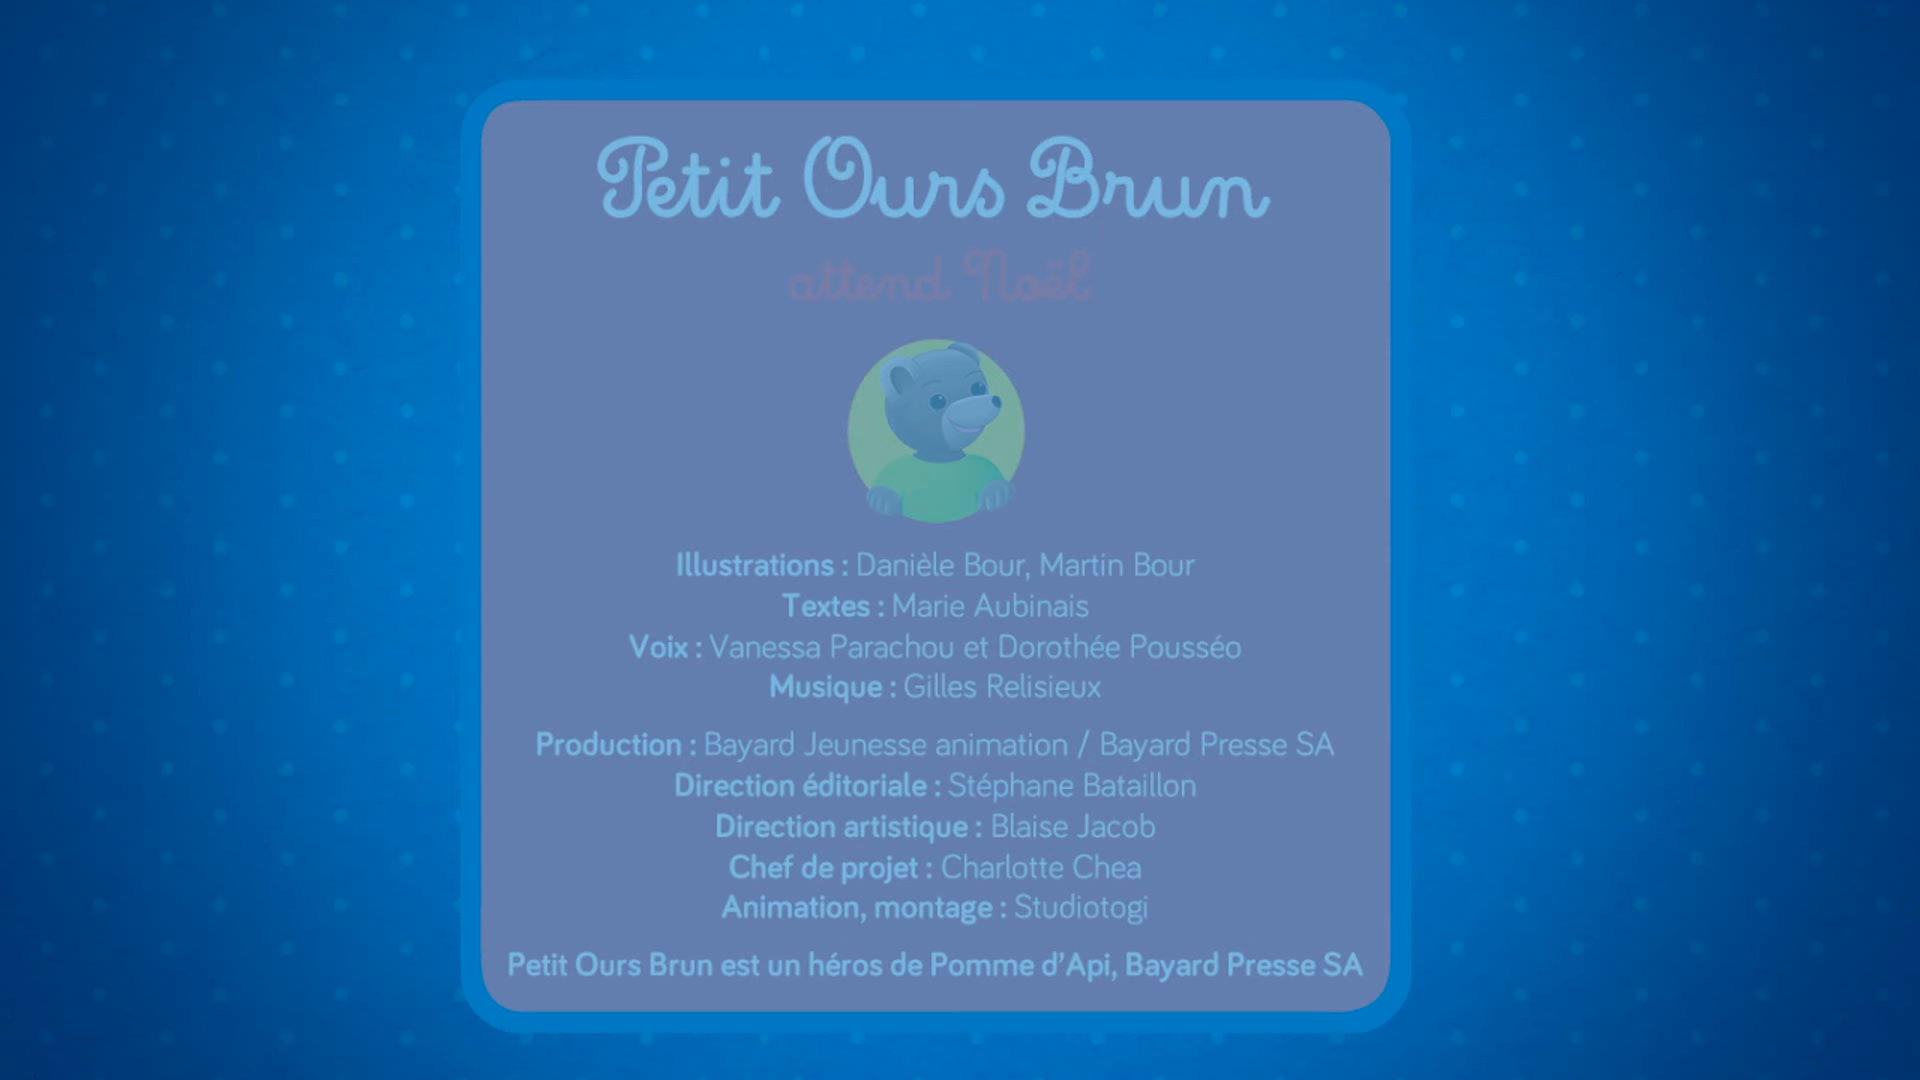 Petit Ours Brun
attend Noël
Illustrations : Danièle Bour, Martin Bour
Textes : Marie Aubinais
Voix : Vanessa Parachou et Dorothée Pousséo
Musique : Gilles Relisieux
Production : Bayard Jeunesse animation / Bayard Presse SA
Direction éditoriale : Stéphane Bataillon
Direction artistique : Blaise Jacob
Chef de projet : Charlotte Chea
Animation, montage : Studiotogi
Petit Ours Brun est un héros de Pomme d'Api, Bayard Presse SA